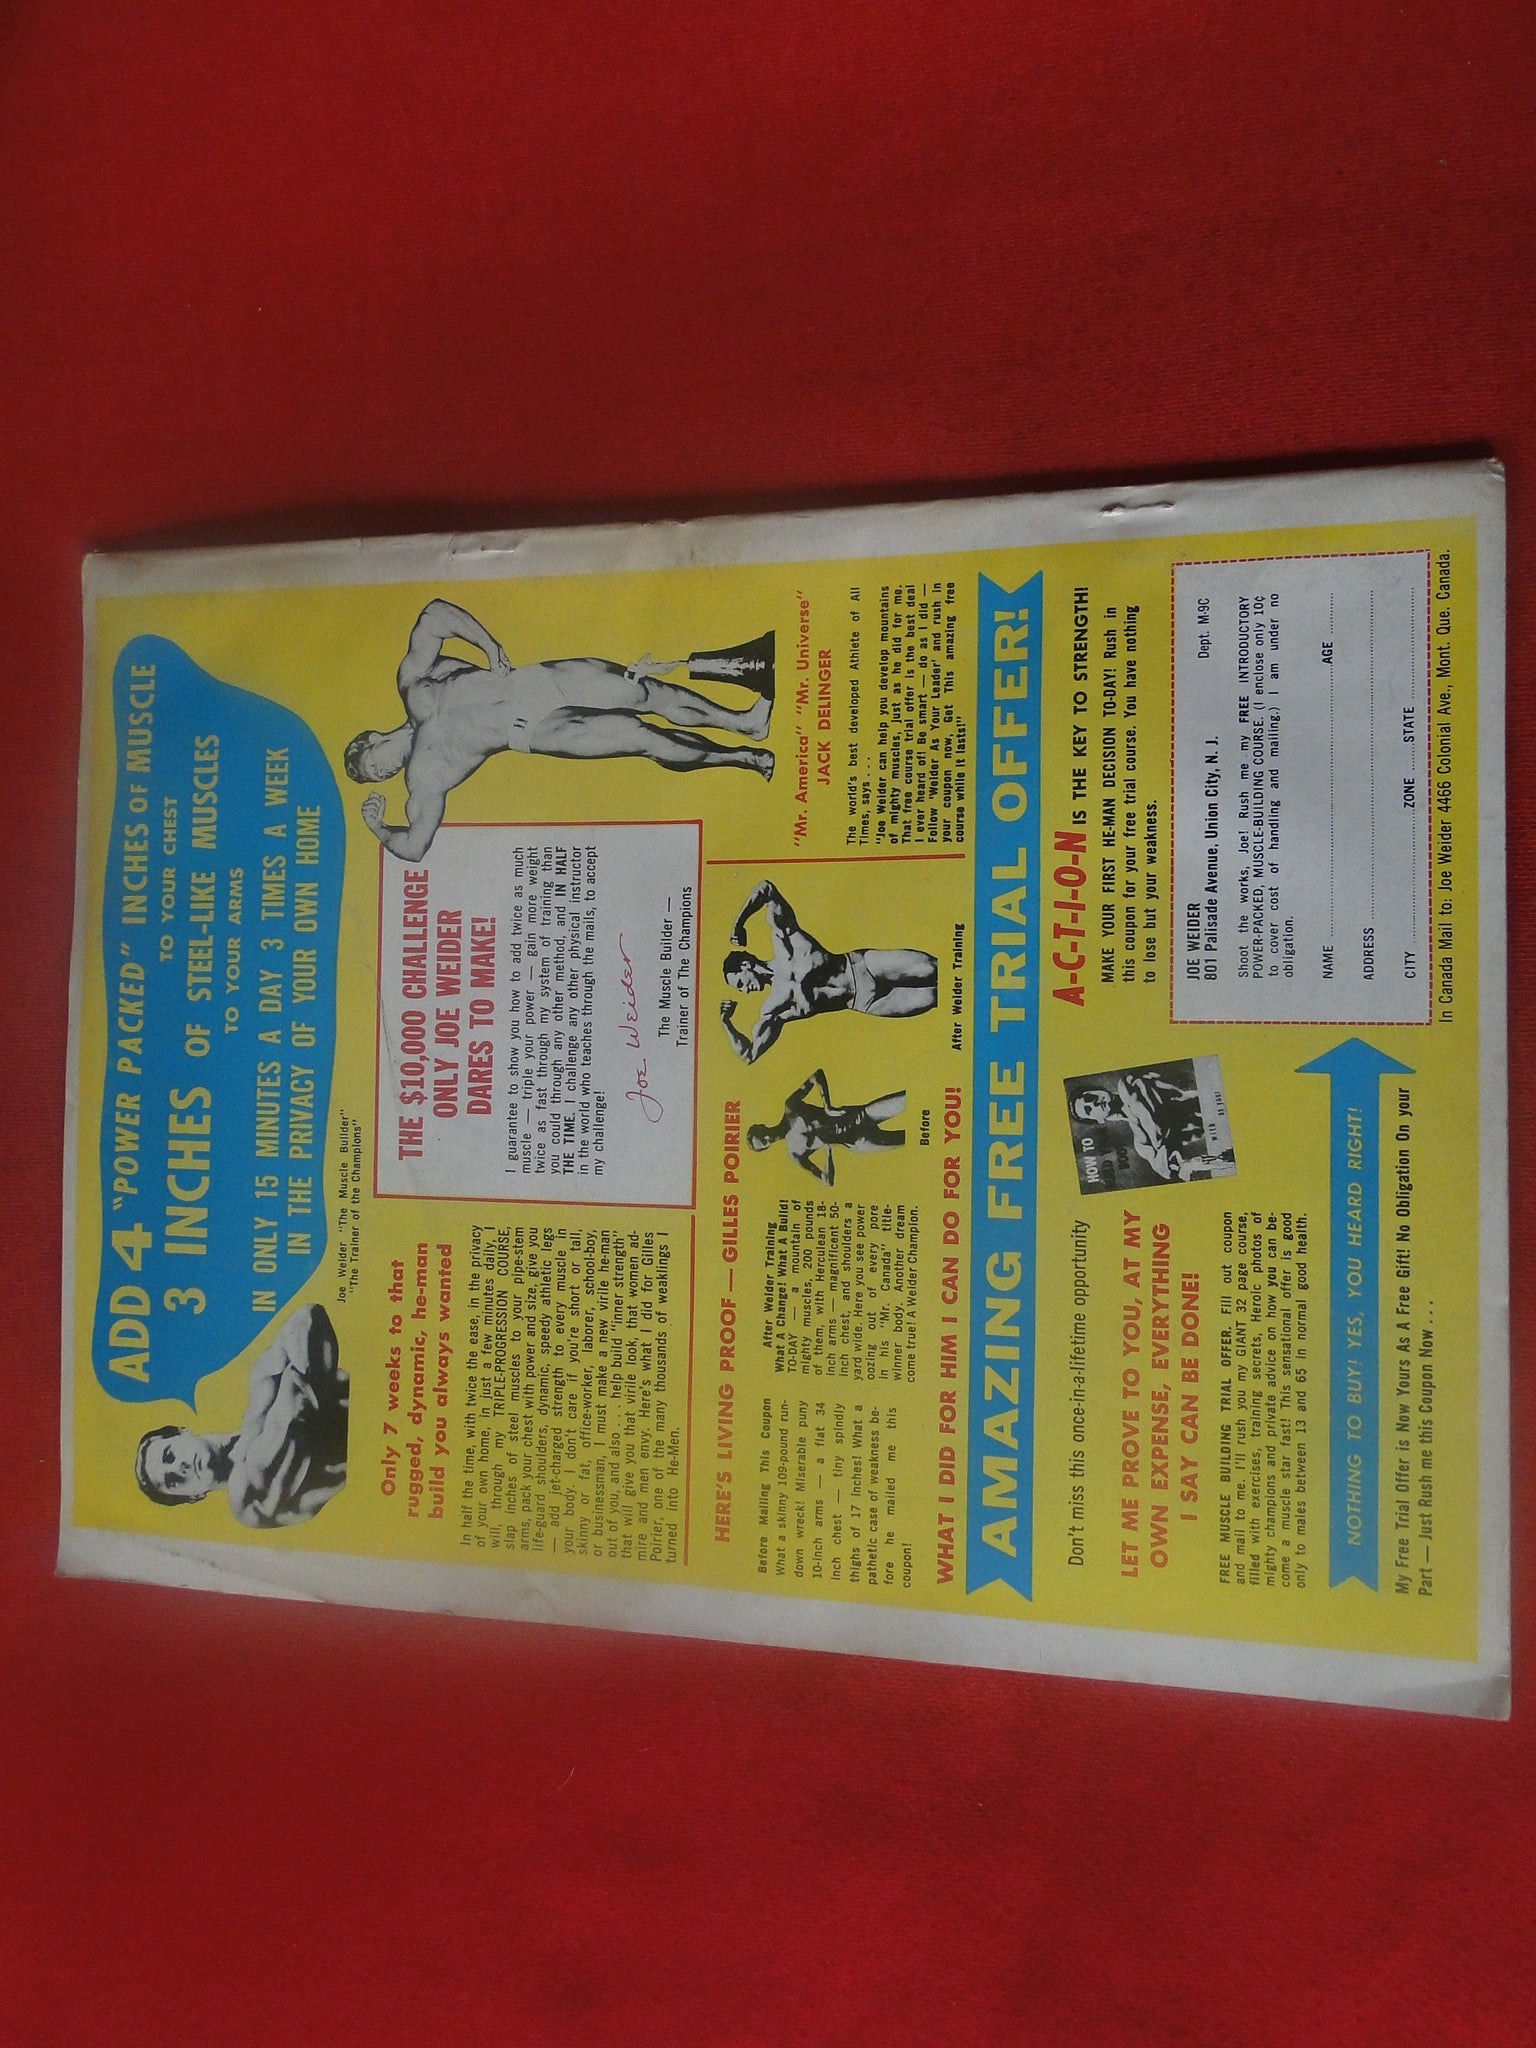 ADD 4 "POWER PACKED" INCHES OF MUSCLE
TO YOUR CHEST
3 INCHES OF STEEL-LIKE MUSCLES
TO YOUR ARMS
IN ONLY 15 MINUTES A DAY 3 TIMES A WEEK
IN THE PRIVACY OF YOUR OWN HOME
Joe Weider "The Muscle Builder"
"The Trainer of the Champions"
Only 7 weeks to that
rugged, dynamic, he-man
build you always wanted
In half the time, with twice the ease, in the privacy
of your own home, in just a few minutes daily, I
will, through my TRIPLE-PROGRESSION COURSE,
slap inches of steel muscles to your pipe-stem
arms, pack your chest with power and size, give you
life-guard shoulders, dynamic, speedy athletic legs
— add jet-charged strength to every muscle in
your body. I don't care if you're short or tall,
skinny or fat, office-worker, laborer, school-boy,
or businessman, I must make a new virile he-man
out of you, and also . . . help build "inner strength"
that will give you that virile look, that women ad-
mire and men envy. Here's what I did for Gilles
Poirier, one of the many thousands of weaklings I
turned into He-Men.
THE $10,000 CHALLENGE
ONLY JOE WEIDER
DARES TO MAKE!
I guarantee to show you how to add twice as much
muscle — triple your power — gain more weight
twice as fast through my system of training than
you could through any other method, and IN HALF
THE TIME. I challenge any other physical instructor
in the world who teaches through the mails, to accept
my challenge!
Joe Weider
The Muscle Builder —
Trainer of The Champions
HERE'S LIVING PROOF — GILLES POIRIER
Before Mailing This Coupon
What a skinny 109-pound run-
down wreck! Miserable puny
10-inch arms — a flat 34
inch chest — tiny spindly
thighs of 17 inches! What a
pathetic case of weakness be-
fore he mailed me this
coupon!
After Weider Training
What A Change! What A Build!
TO-DAY — a mountain of
mighty muscles, 200 pounds
of them, with Herculean 18-
inch arms — magnificent 50-
inch chest, and shoulders a
yard wide. Here you see power
oozing out of every pore
in his "Mr. Canada" title-
winner body. Another dream
come true! A Weider Champion.
Before
After Weider Training
WHAT I DID FOR HIM I CAN DO FOR YOU!
"Mr. America" "Mr. Universe"
JACK DELINGER
The world's best developed Athlete of All
Times, says . . .
"Joe Weider can help you develop mountains
of mighty muscles, just as he did for me.
That free course trial offer is the best deal
I ever heard of! Be smart — do as I did —
Follow 'Weider As Your Leader' and rush in
your coupon now, Get This amazing free
course while it lasts!"
AMAZING FREE TRIAL OFFER!
Don't miss this once-in-a-lifetime opportunity
LET ME PROVE TO YOU, AT MY
OWN EXPENSE, EVERYTHING
I SAY CAN BE DONE!
HOW TO
FREE MUSCLE BUILDING TRIAL OFFER. Fill out coupon
and mail to me. I'll rush you my GIANT 32 page course,
filled with exercises, training secrets, Heroic photos of
mighty champions and private advice on how you can be-
come a muscle star fast! This sensational offer is good
only to males between 13 and 65 in normal good health.
NOTHING TO BUY! YES, YOU HEARD RIGHT!
My Free Trial Offer is Now Yours As A Free Gift! No Obligation On your
Part — Just Rush me this Coupon Now . . .
A-C-T-I-O-N IS THE KEY TO STRENGTH!
MAKE YOUR FIRST HE-MAN DECISION TO-DAY! Rush in
this coupon for your free trial course. You have nothing
to lose but your weakness.
JOE WEIDER
801 Palisade Avenue, Union City, N. J. Dept. M-9C
Shoot the works, Joe! Rush me my FREE INTRODUCTORY
POWER-PACKED, MUSCLE-BUILDING COURSE. (I enclose only 10¢
to cover cost of handling and mailing.) I am under no
obligation.
NAME AGE
ADDRESS
CITY ZONE STATE
In Canada Mail to: Joe Weider 4466 Colonial Ave., Mont. Que. Canada.